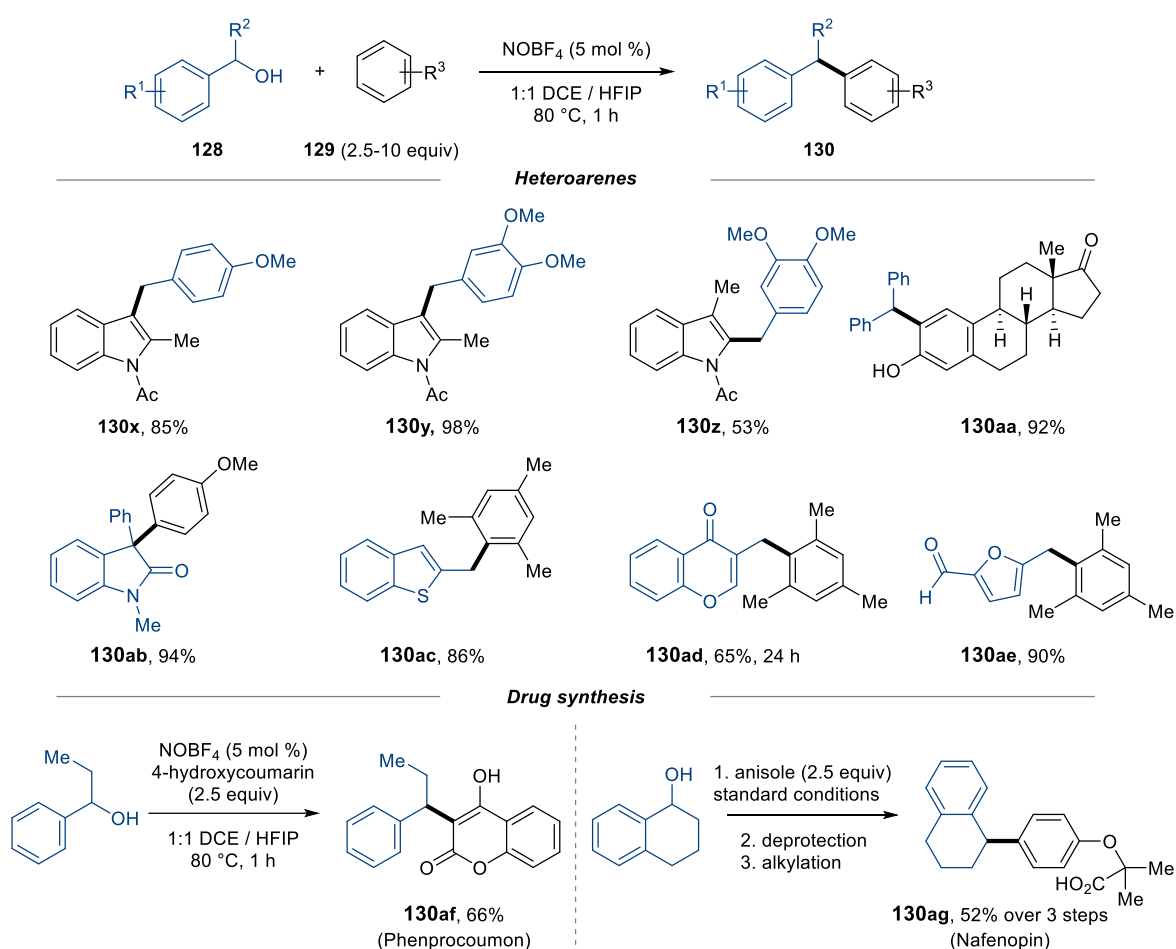 R²
R¹
OH
128
+
R³
129 (2.5-10 equiv)
NOBF₄ (5 mol %)
1:1 DCE / HFIP
80 °C, 1 h
R²
R¹
R³
130
Heteroarenes
OMe
Me
N
Ac
130x, 85%
OMe
OMe
Me
N
Ac
130y, 98%
MeO
OMe
Me
N
Ac
130z, 53%
Me
O
Ph
Ph
H
H
H
HO
130aa, 92%
OMe
Ph
O
N
Me
130ab, 94%
Me
Me
S
Me
130ac, 86%
O
Me
O
Me
Me
130ad, 65%, 24 h
O
H
O
Me
Me
Me
130ae, 90%
Drug synthesis
Me
OH
NOBF₄ (5 mol %)
4-hydroxycoumarin
(2.5 equiv)
1:1 DCE / HFIP
80 °C, 1 h
Me
OH
O
O
130af, 66%
(Phenprocoumon)
OH
1. anisole (2.5 equiv)
standard conditions
2. deprotection
3. alkylation
O
HO₂C
Me
Me
130ag, 52% over 3 steps
(Nafenopin)